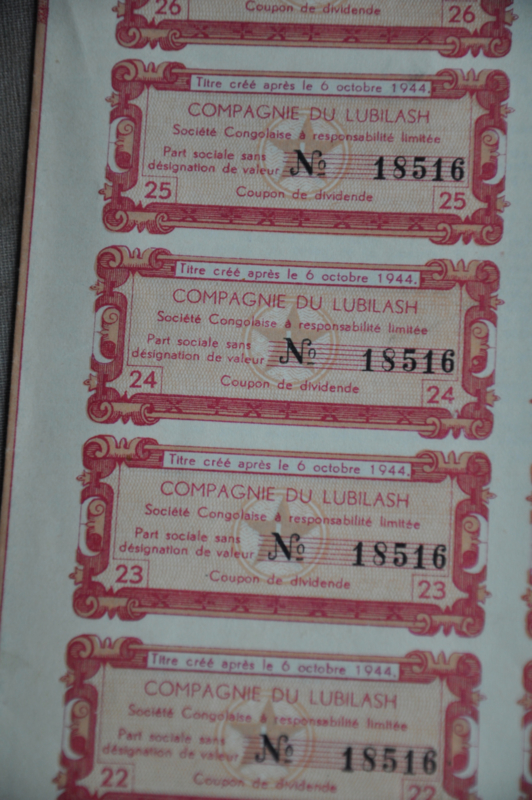 26 Coupon de dividende 26
Titre créé après le 6 octobre 1944.
COMPAGNIE DU LUBILASH
Société Congolaise à responsabilité limitée
Part sociale sans
désignation de valeur No 18516
25 Coupon de dividende 25
Titre créé après le 6 octobre 1944.
COMPAGNIE DU LUBILASH
Société Congolaise à responsabilité limitée
Part sociale sans
désignation de valeur No 18516
24 Coupon de dividende 24
Titre créé après le 6 octobre 1944.
COMPAGNIE DU LUBILASH
Société Congolaise à responsabilité limitée
Part sociale sans
désignation de valeur No 18516
23 Coupon de dividende 23
Titre créé après le 6 octobre 1944.
COMPAGNIE DU LUBILASH
Société Congolaise à responsabilité limitée
Part sociale sans
désignation de valeur No 18516
22 Coupon de dividende 22